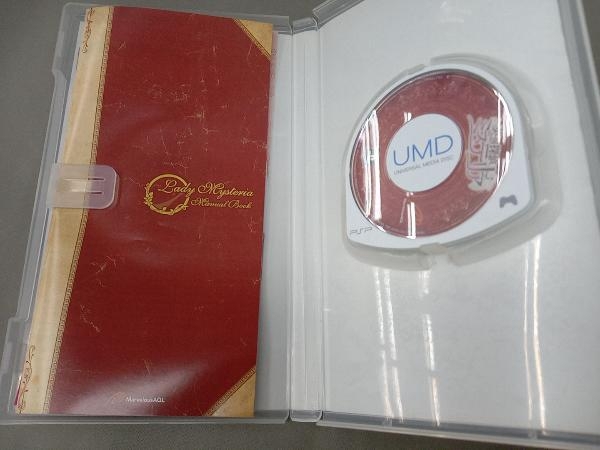 Lady Mysteria
Manual Book
MarvelousAQL
UMD
UNIVERSAL MEDIA DISC
PSP